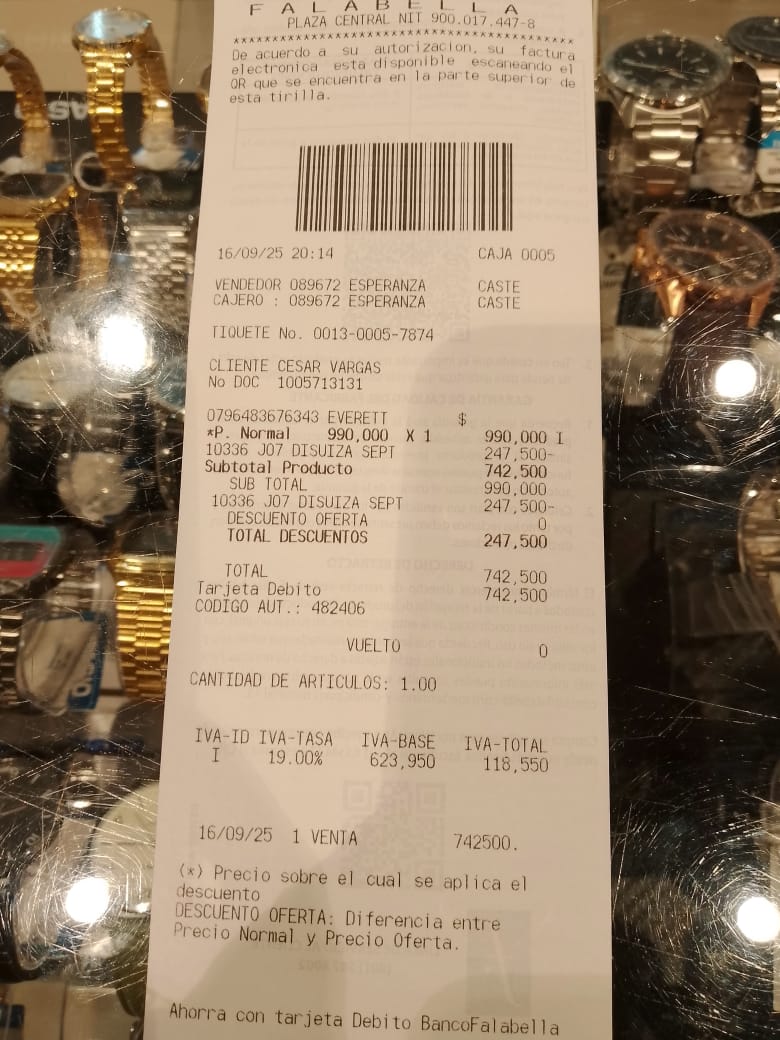 FALABELLA
PLAZA CENTRAL NIT 900.017.447-8
****************************************
De acuerdo a su autorizacion, su factura
electronica esta disponible escaneando el
QR que se encuentra en la parte superior de
esta tirilla.
16/09/25 20:14 CAJA 0005
VENDEDOR 089672 ESPERANZA CASTE
CAJERO : 089672 ESPERANZA CASTE
TIQUETE No. 0013-0005-7874
CLIENTE CESAR VARGAS
No DOC 1005713131
0796483676343 EVERETT $
*P. Normal 990,000 X 1 990,000 I
10336 J07 DISUIZA SEPT 247,500-
Subtotal Producto 742,500
SUB TOTAL 990,000
10336 J07 DISUIZA SEPT 247,500-
DESCUENTO OFERTA 0
TOTAL DESCUENTOS 247,500
TOTAL 742,500
Tarjeta Debito 742,500
CODIGO AUT.: 482406
VUELTO 0
CANTIDAD DE ARTICULOS: 1.00
IVA-ID IVA-TASA IVA-BASE IVA-TOTAL
I 19.00% 623,950 118,550
16/09/25 1 VENTA 742500.
(*) Precio sobre el cual se aplica el
descuento
DESCUENTO OFERTA: Diferencia entre
Precio Normal y Precio Oferta.
Ahorra con tarjeta Debito BancoFalabella